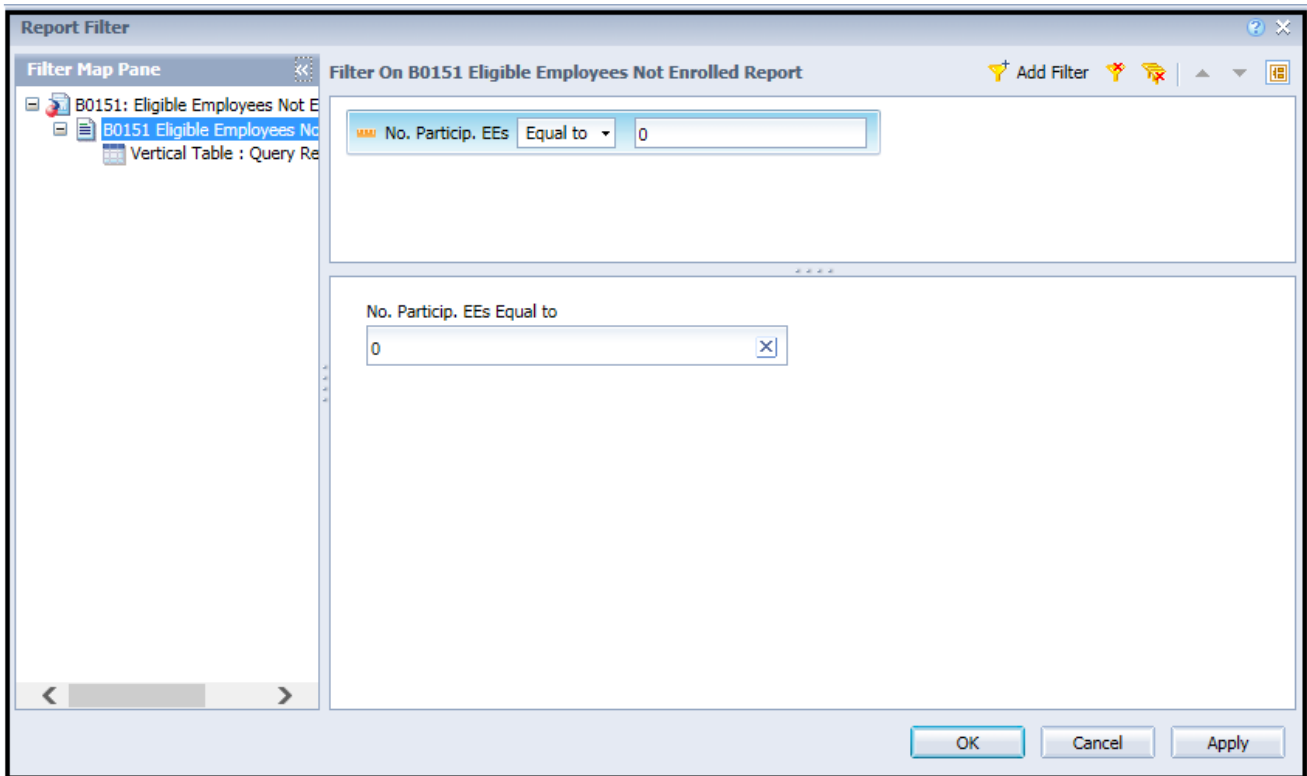 Report Filter
Filter Map Pane
Filter On B0151 Eligible Employees Not Enrolled Report
Add Filter
B0151: Eligible Employees Not E
B0151 Eligible Employees No
Vertical Table : Query Re
No. Particip. EEs Equal to 0
No. Particip. EEs Equal to
0
OK Cancel Apply